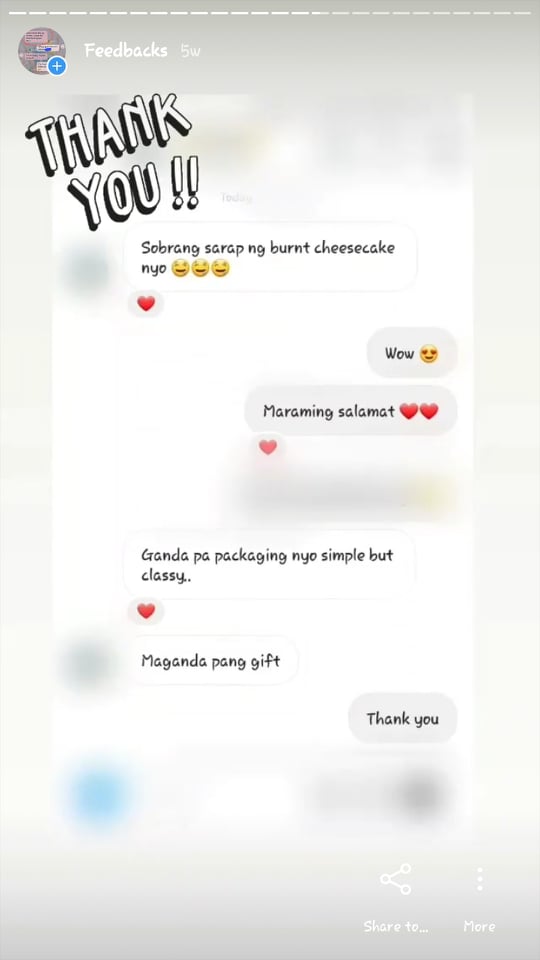 Feedbacks 5w
THANK
YOU!!
Today
Sobrang sarap ng burnt cheesecake
nyo 😆😆😆
❤️
Wow 😍
Maraming salamat ❤️❤️
❤️
Ganda pa packaging nyo simple but
classy..
❤️
Maganda pang gift
Thank you
Share to...
More